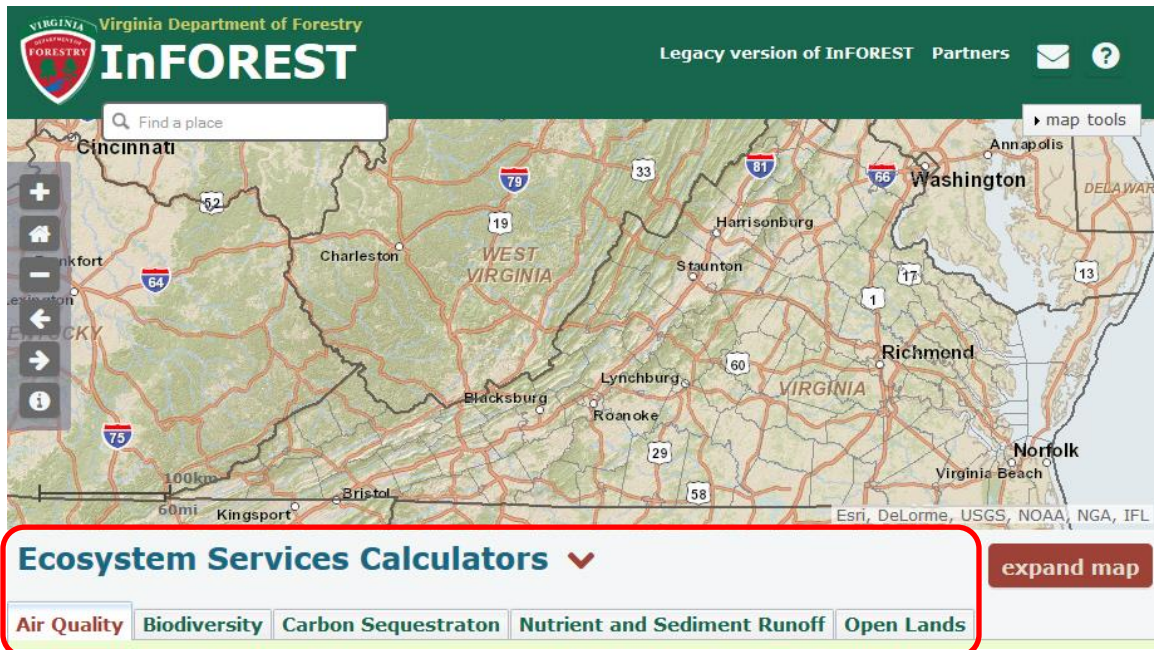 VIRGINIA
DEPARTMENT OF
FORESTRY
Virginia Department of Forestry
InFOREST
Legacy version of InFOREST Partners
Find a place
map tools
Cincinnati
Annapolis
79
33
81
66
Washington
DELAWAR
52
19
Harrisonburg
Charleston
WEST
VIRGINIA
Staunton
64
17
13
1
Richmond
60
Lynchburg
VIRGINIA
Blacksburg
Roanoke
75
29
Norfolk
Virginia Beach
100km
60mi
Bristol
58
Kingsport
Esri, DeLorme, USGS, NOAA, NGA, IFL
Ecosystem Services Calculators
expand map
Air Quality Biodiversity Carbon Sequestraton Nutrient and Sediment Runoff Open Lands